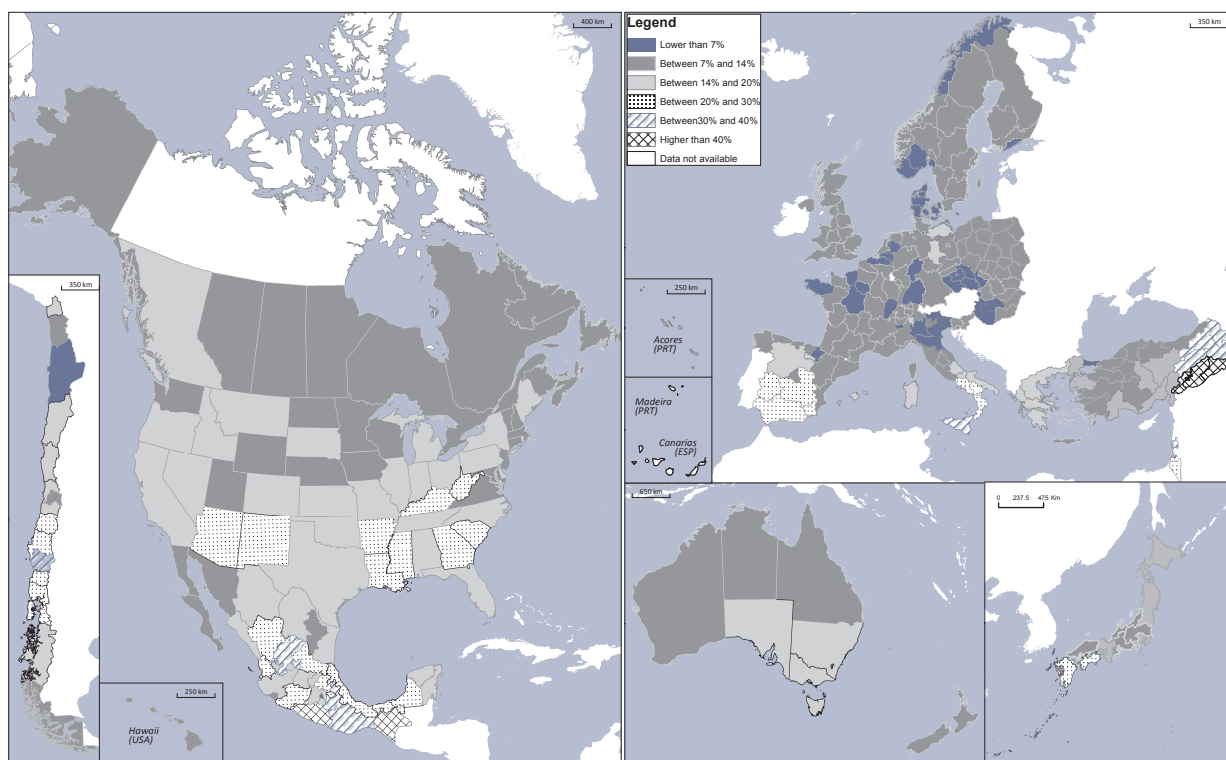 400 km
350 km
Legend
Lower than 7%
Between 7% and 14%
Between 14% and 20%
Between 20% and 30%
Between30% and 40%
Higher than 40%
Data not available
350 km
250 km
Acores
(PRT)
Madeira
(PRT)
Canarias
(ESP)
250 km
Hawaii
(USA)
650 km
0 237.5 475 Km